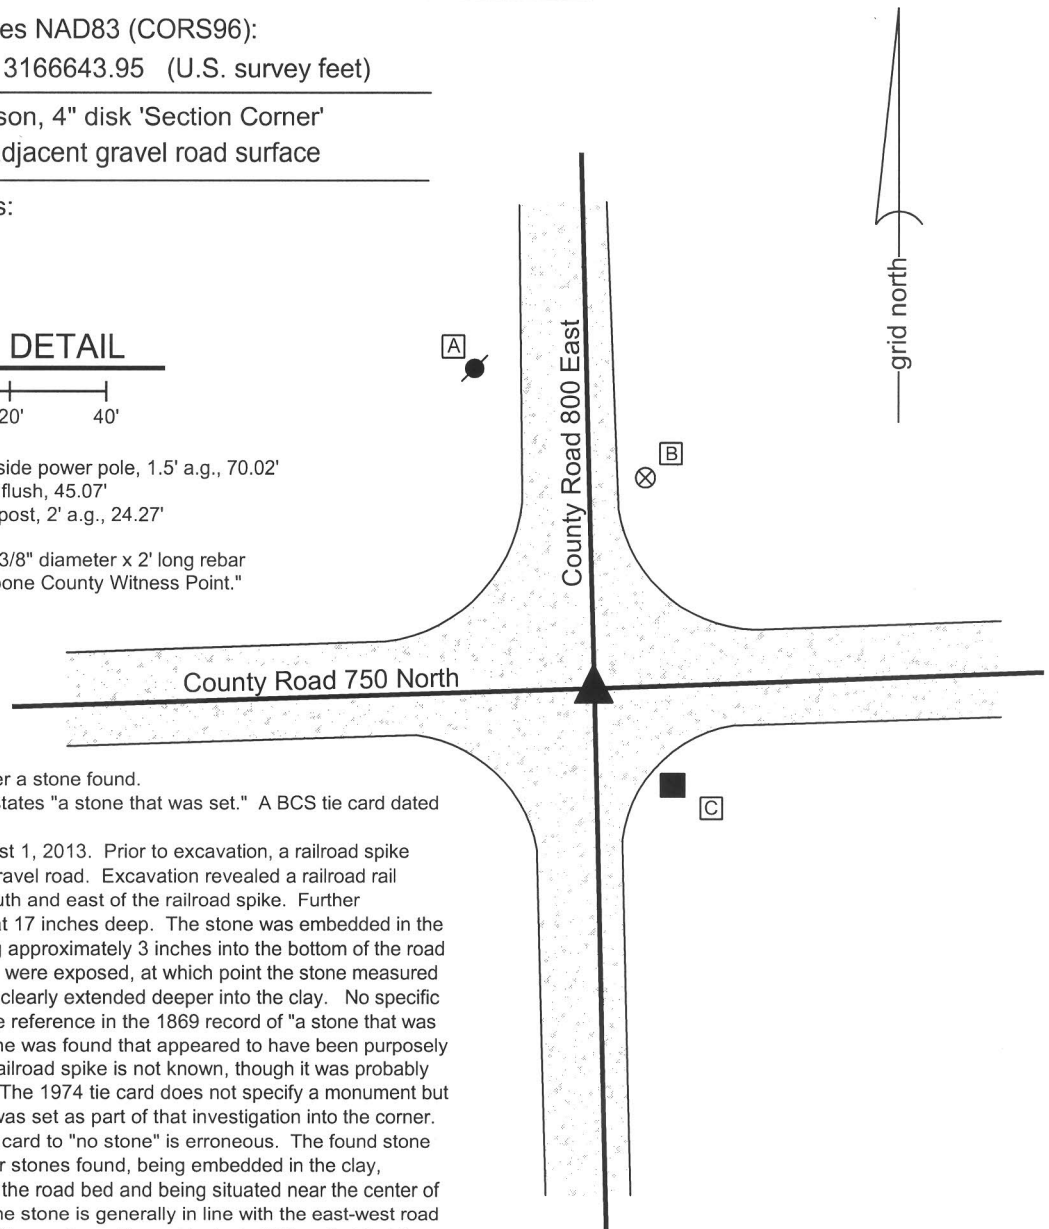 es NAD83 (CORS96):
3166643.95 (U.S. survey feet)
son, 4" disk 'Section Corner'
djacent gravel road surface
s:
DETAIL
20' 40'
side power pole, 1.5' a.g., 70.02'
flush, 45.07'
post, 2' a.g., 24.27'
3/8" diameter x 2' long rebar
oone County Witness Point."
grid north
A
B
County Road 800 East
County Road 750 North
C
er a stone found.
states "a stone that was set." A BCS tie card dated
st 1, 2013. Prior to excavation, a railroad spike
ravel road. Excavation revealed a railroad rail
uth and east of the railroad spike. Further
at 17 inches deep. The stone was embedded in the
g approximately 3 inches into the bottom of the road
were exposed, at which point the stone measured
clearly extended deeper into the clay. No specific
e reference in the 1869 record of "a stone that was
ne was found that appeared to have been purposely
ailroad spike is not known, though it was probably
The 1974 tie card does not specify a monument but
was set as part of that investigation into the corner.
card to "no stone" is erroneous. The found stone
r stones found, being embedded in the clay,
the road bed and being situated near the center of
ne stone is generally in line with the east-west road